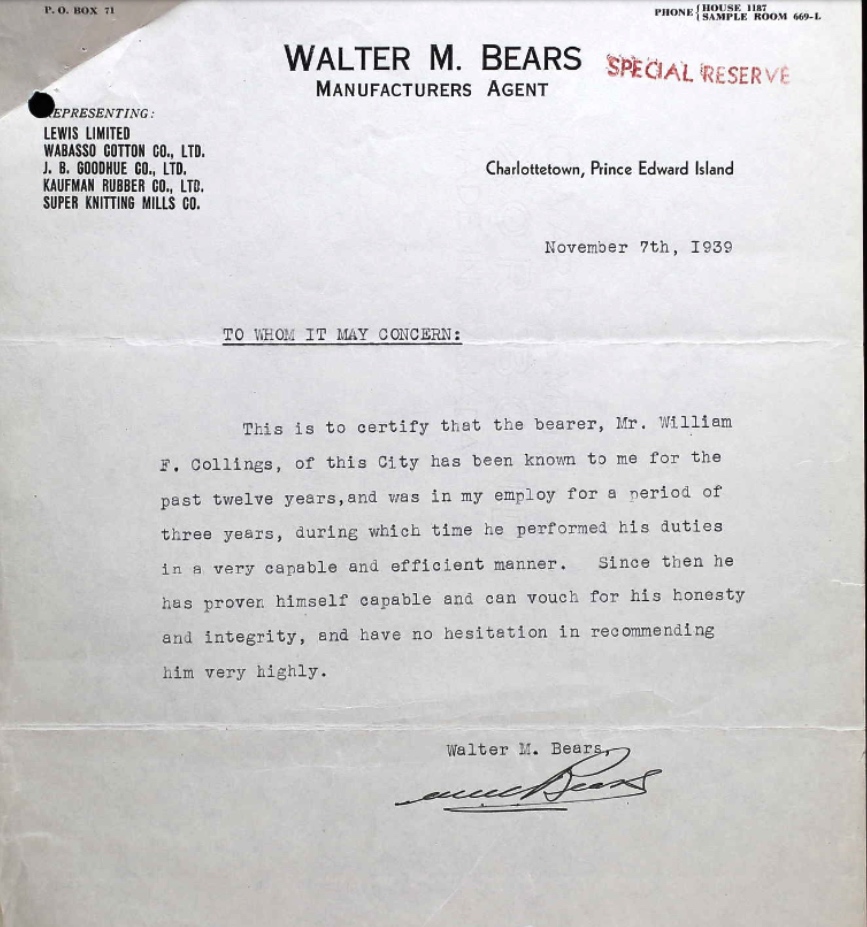 P. O. BOX 71
PHONE { HOUSE 1187
SAMPLE ROOM 669-L
WALTER M. BEARS
MANUFACTURERS AGENT
SPECIAL RESERVE
REPRESENTING:
LEWIS LIMITED
WABASSO COTTON CO., LTD.
J. B. GOODHUE CO., LTD.
KAUFMAN RUBBER CO., LTD.
SUPER KNITTING MILLS CO.
Charlottetown, Prince Edward Island
November 7th, 1939
TO WHOM IT MAY CONCERN:
This is to certify that the bearer, Mr. William
F. Collings, of this City has been known to me for the
past twelve years,and was in my employ for a period of
three years, during which time he performed his duties
in a very capable and efficient manner. Since then he
has proven himself capable and can vouch for his honesty
and integrity, and have no hesitation in recommending
him very highly.
Walter M. Bears,
Bears